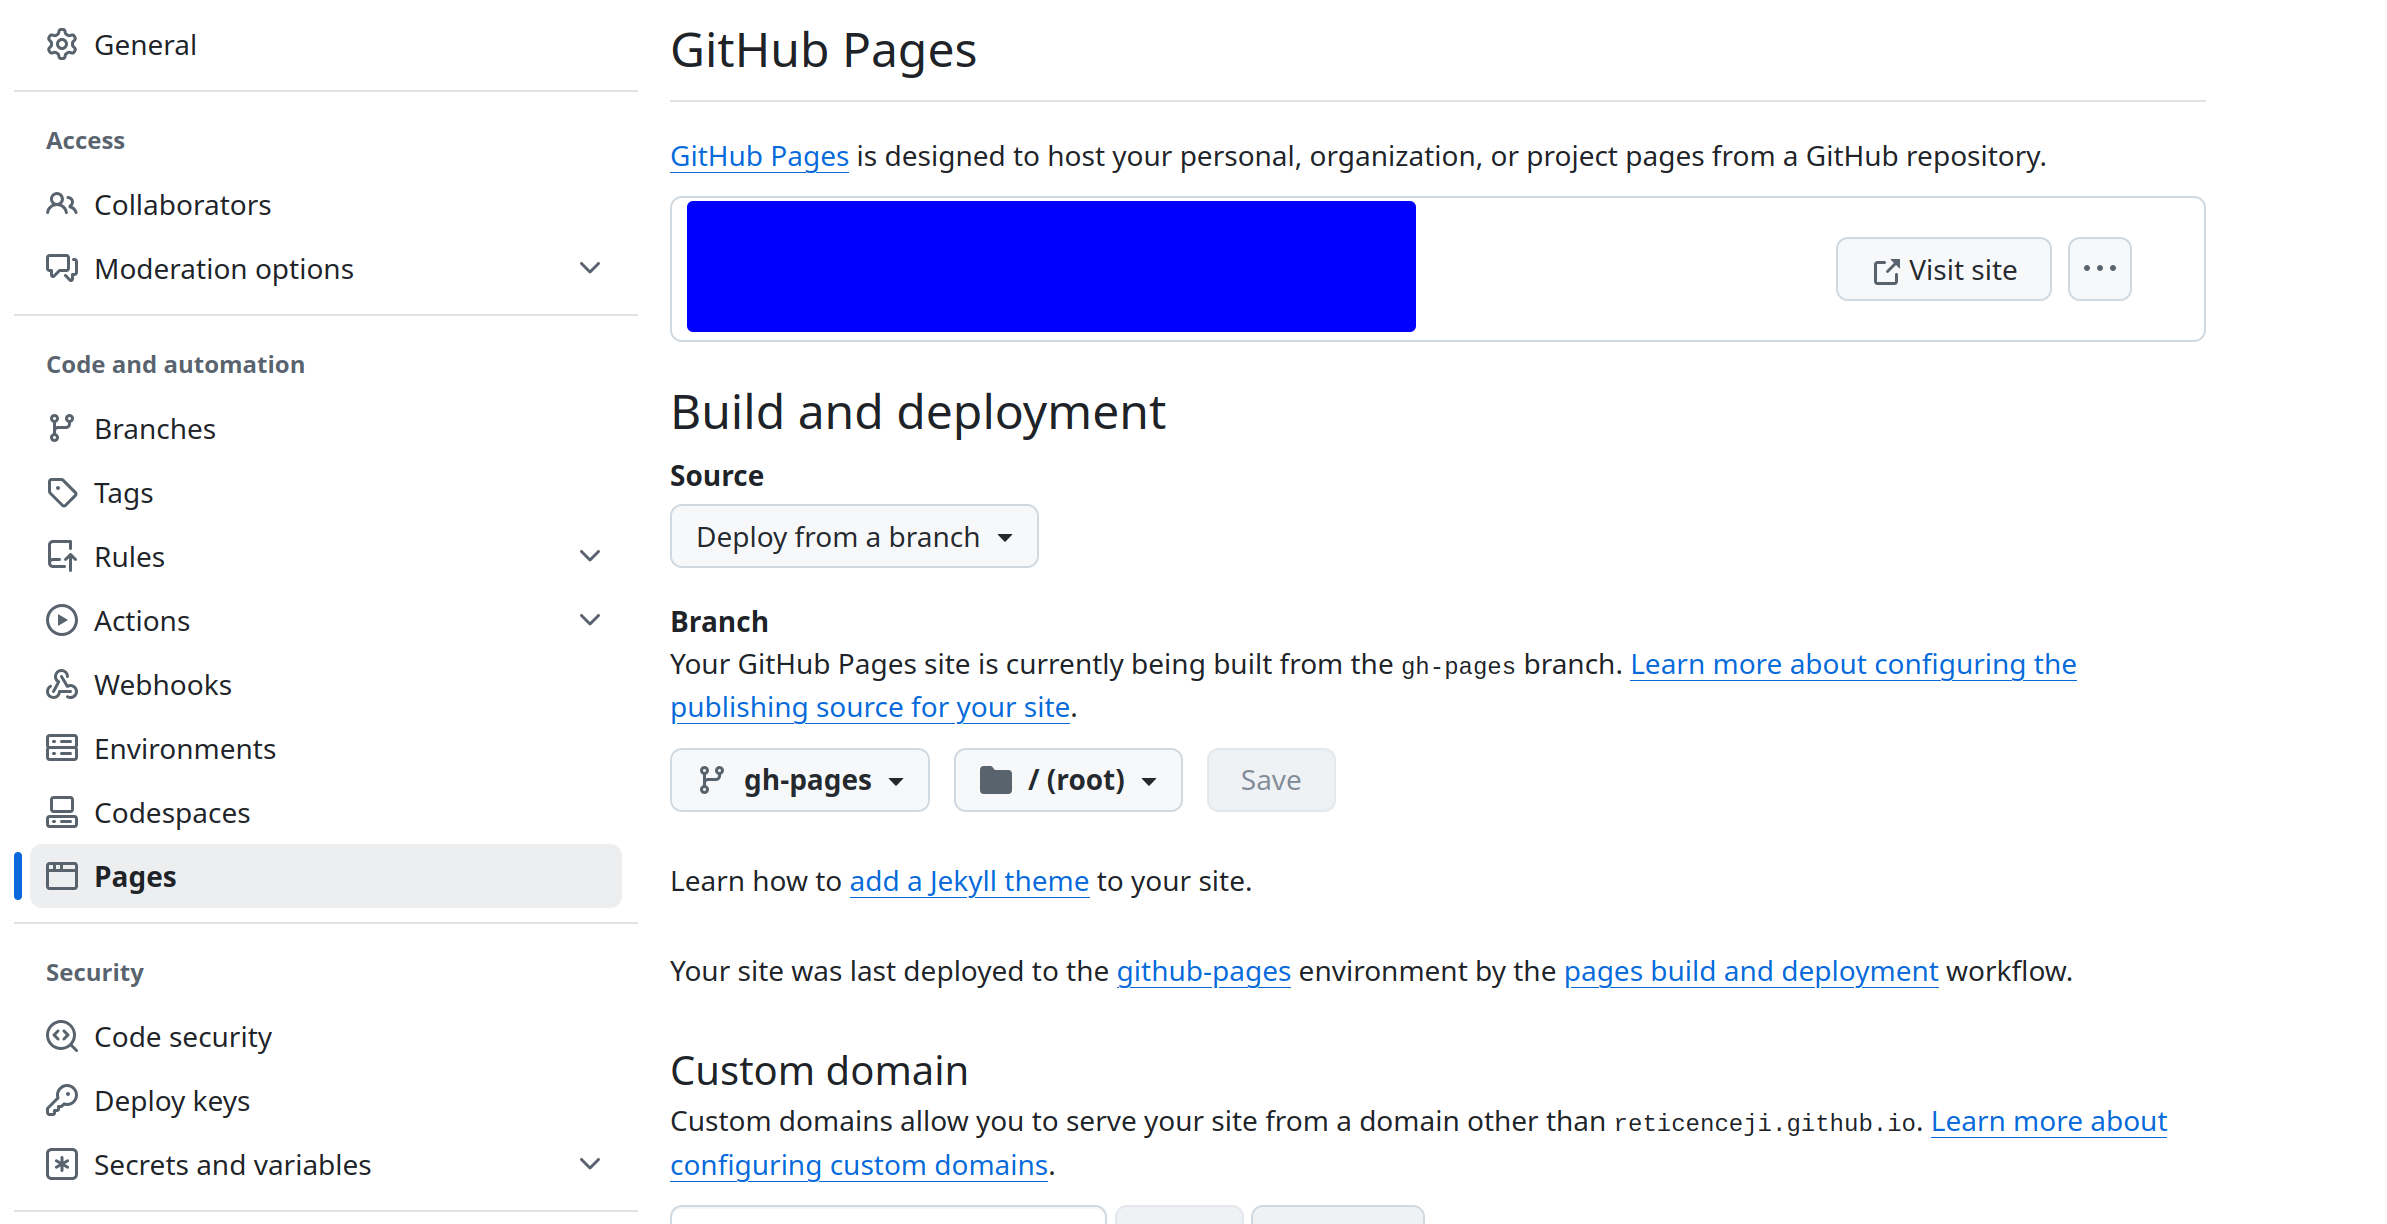 General
Access
Collaborators
Moderation options
Code and automation
Branches
Tags
Rules
Actions
Webhooks
Environments
Codespaces
Pages
Security
Code security
Deploy keys
Secrets and variables
GitHub Pages
GitHub Pages is designed to host your personal, organization, or project pages from a GitHub repository.
Visit site
Build and deployment
Source
Deploy from a branch
Branch
Your GitHub Pages site is currently being built from the gh-pages branch. Learn more about configuring the
publishing source for your site.
gh-pages / (root) Save
Learn how to add a Jekyll theme to your site.
Your site was last deployed to the github-pages environment by the pages build and deployment workflow.
Custom domain
Custom domains allow you to serve your site from a domain other than reticenceji.github.io. Learn more about
configuring custom domains.